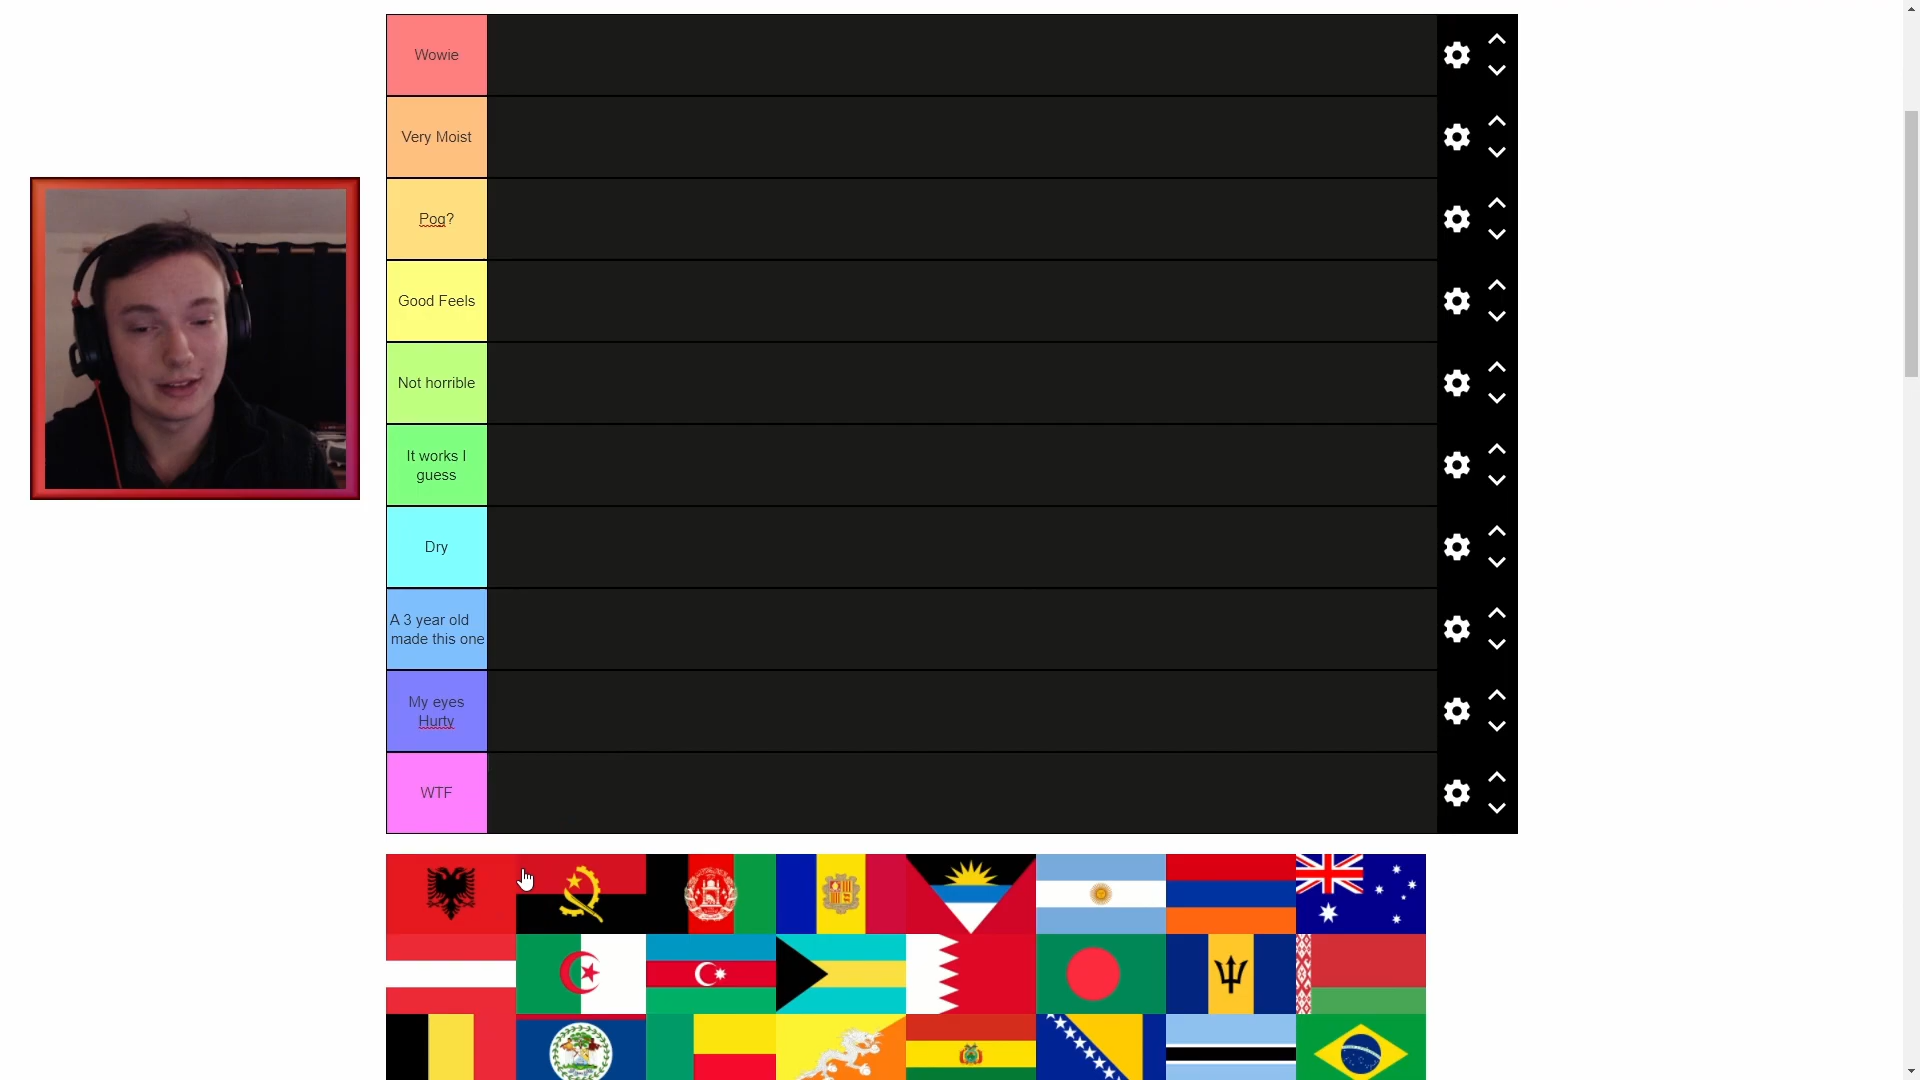 Wowie
Very Moist
Pog?
Good Feels
Not horrible
It works I
guess
Dry
A 3 year old
made this one
My eyes
Hurty
WTF